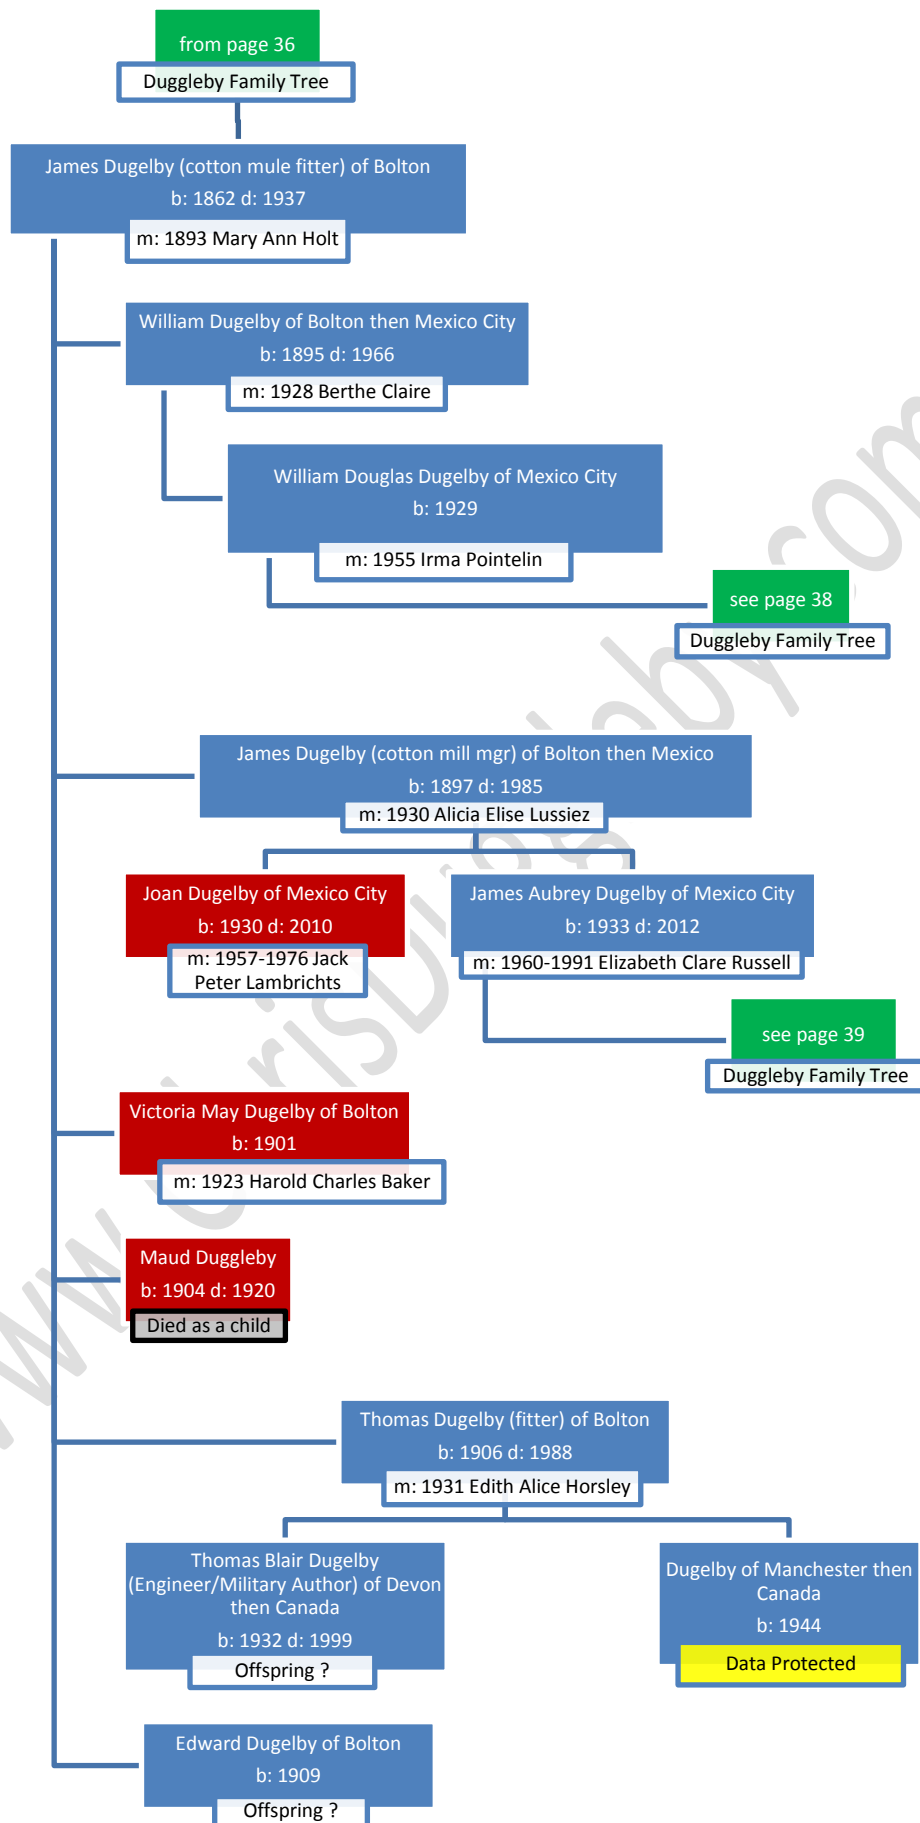 from page 36
Duggleby Family Tree
James Dugelby (cotton mule fitter) of Bolton
b: 1862 d: 1937
m: 1893 Mary Ann Holt
William Dugelby of Bolton then Mexico City
b: 1895 d: 1966
m: 1928 Berthe Claire
William Douglas Dugelby of Mexico City
b: 1929
m: 1955 Irma Pointelin
see page 38
Duggleby Family Tree
James Dugelby (cotton mill mgr) of Bolton then Mexico
b: 1897 d: 1985
m: 1930 Alicia Elise Lussiez
Joan Dugelby of Mexico City
b: 1930 d: 2010
m: 1957-1976 Jack
Peter Lambrichts
James Aubrey Dugelby of Mexico City
b: 1933 d: 2012
m: 1960-1991 Elizabeth Clare Russell
see page 39
Duggleby Family Tree
Victoria May Dugelby of Bolton
b: 1901
m: 1923 Harold Charles Baker
Maud Duggleby
b: 1904 d: 1920
Died as a child
Thomas Dugelby (fitter) of Bolton
b: 1906 d: 1988
m: 1931 Edith Alice Horsley
Thomas Blair Dugelby
(Engineer/Military Author) of Devon
then Canada
b: 1932 d: 1999
Offspring ?
Dugelby of Manchester then
Canada
b: 1944
Data Protected
Edward Dugelby of Bolton
b: 1909
Offspring ?